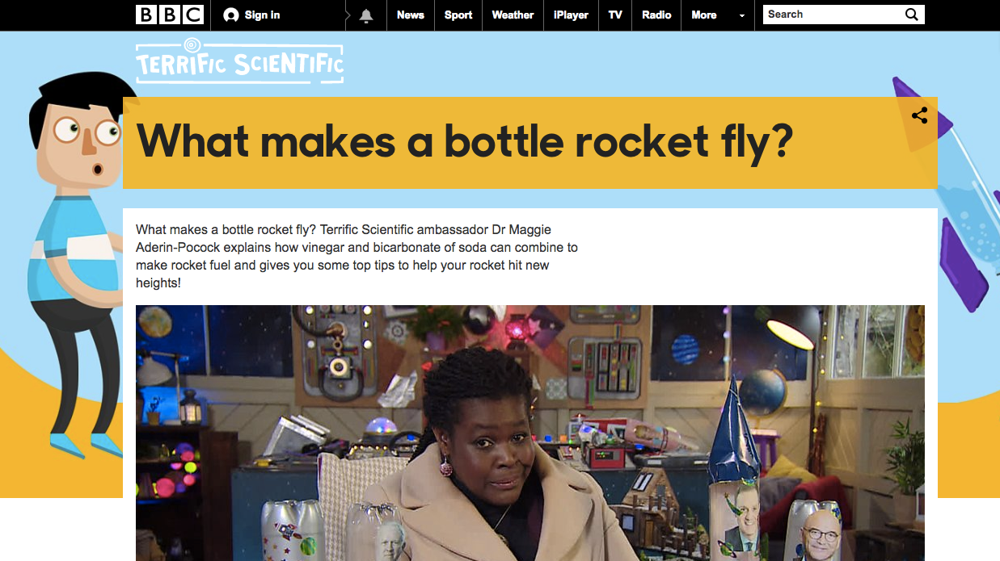 BBC Sign in News Sport Weather iPlayer TV Radio More Search
TERRIFIC SCIENTIFIC
What makes a bottle rocket fly?
What makes a bottle rocket fly? Terrific Scientific ambassador Dr Maggie
Aderin-Pocock explains how vinegar and bicarbonate of soda can combine to
make rocket fuel and gives you some top tips to help your rocket hit new
heights!